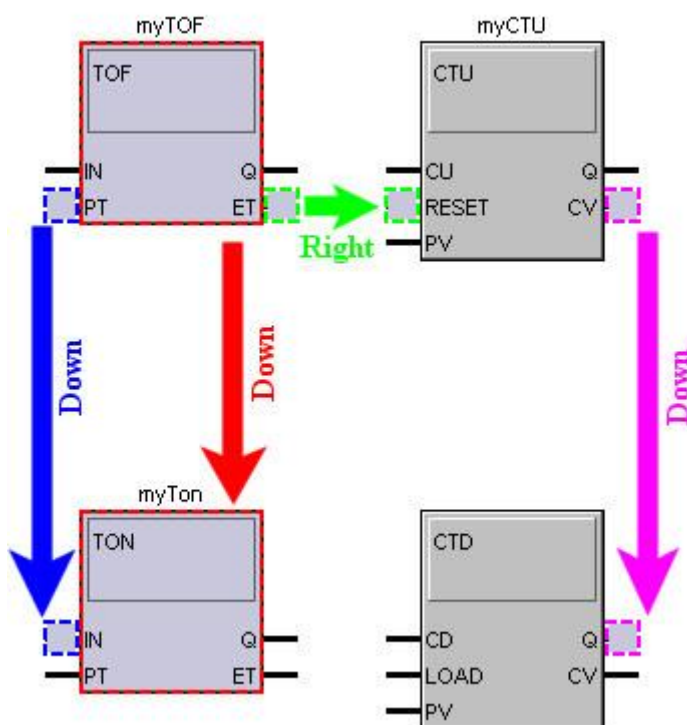 myTOF
myCTU
TOF
CTU
IN
Q
CU
Q
PT
ET
RESET
CV
Right
PV
Down
Down
Down
myTon
TON
CTD
IN
Q
CD
Q
PT
ET
LOAD
CV
PV